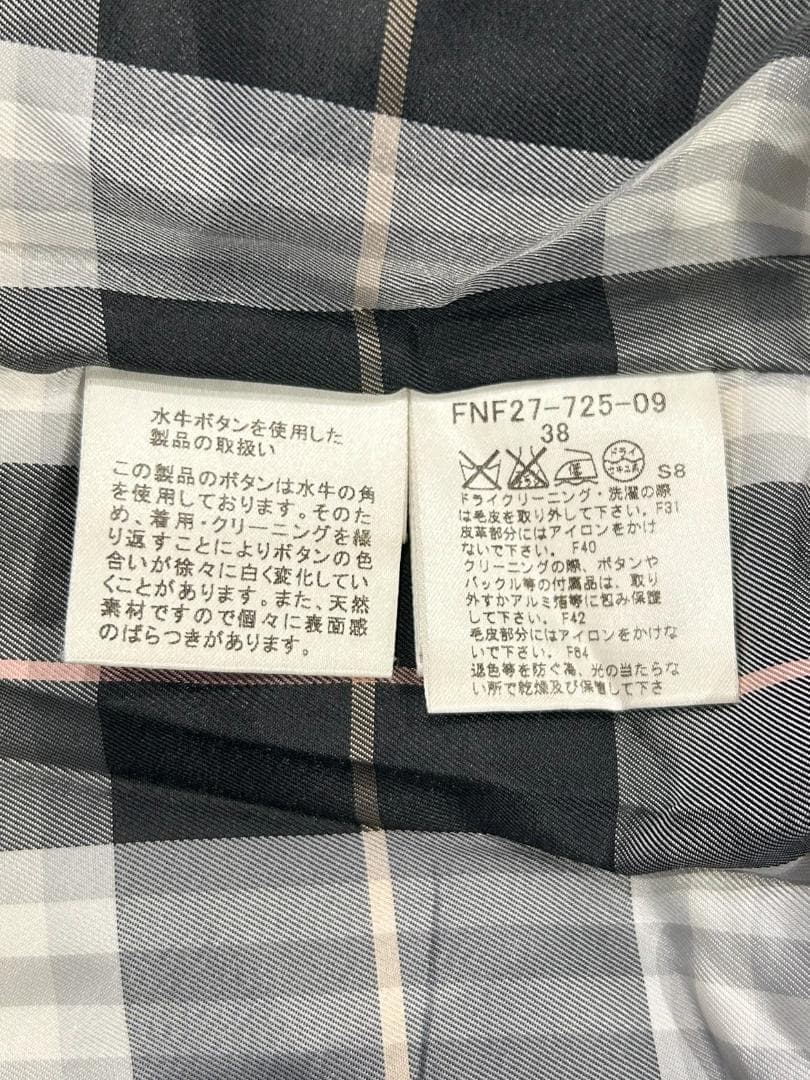 水牛ボタンを使用した
製品の取扱い
この製品のボタンは水牛の角
を使用しております。そのた
め、着用・クリーニングを繰
り返すことによりボタンの色
合いが徐々に白く変化してい
くことがあります。また、天然
素材ですので個々に表面感
のばらつきがあります。
FNF27-725-09
38
ドライ
セキユ系
S8
ドライクリーニング・洗濯の際
は毛皮を取り外して下さい。F31
皮革部分にはアイロンをかけ
ないで下さい。F40
クリーニングの際、ボタンや
バックル等の付属品は、取り
外すかアルミ箔等に包み保護
して下さい。F42
毛皮部分にはアイロンをかけな
いで下さい。F64
退色等を防ぐ為、光の当たらな
い所で乾燥及び保管して下さ